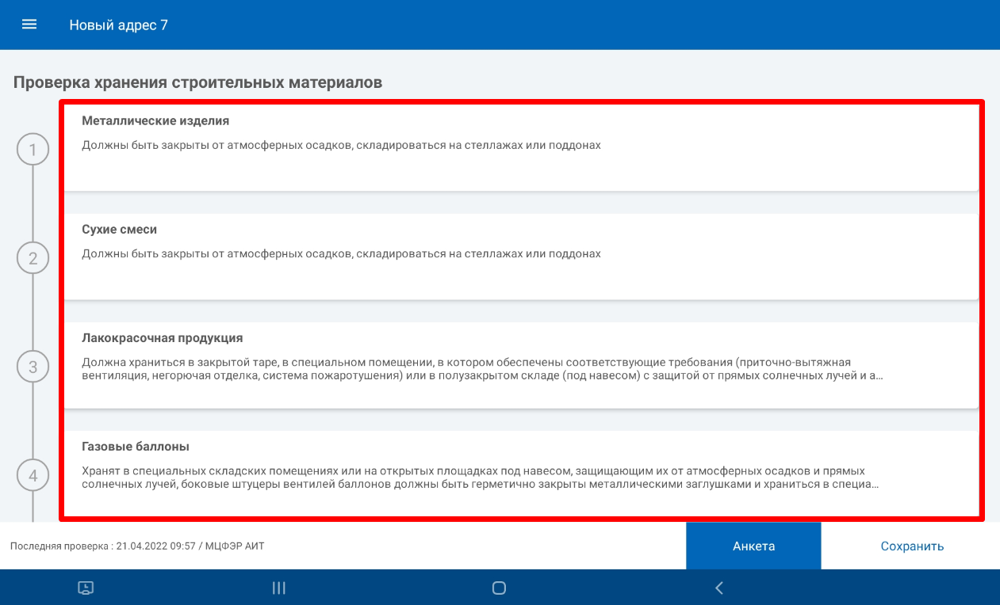 Новый адрес 7
Проверка хранения строительных материалов
1
Металлические изделия
Должны быть закрыты от атмосферных осадков, складироваться на стеллажах или поддонах
2
Сухие смеси
Должны быть закрыты от атмосферных осадков, складироваться на стеллажах или поддонах
3
Лакокрасочная продукция
Должна храниться в закрытой таре, в специальном помещении, в котором обеспечены соответствующие требования (приточно-вытяжная
вентиляция, негорючая отделка, система пожаротушения) или в полузакрытом складе (под навесом) с защитой от прямых солнечных лучей и а...
4
Газовые баллоны
Хранят в специальных складских помещениях или на открытых площадках под навесом, защищающим их от атмосферных осадков и прямых
солнечных лучей, боковые штуцеры вентилей баллонов должны быть герметично закрыты металлическими заглушками и храниться в специа...
Последняя проверка : 21.04.2022 09:57 / МЦФЭР АИТ
Анкета
Сохранить